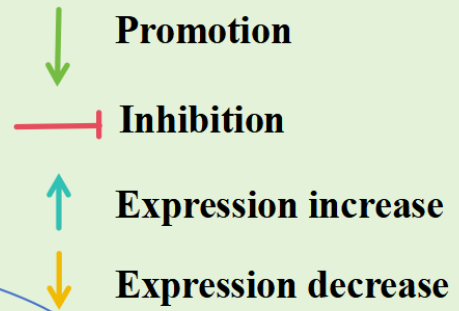 Promotion
Inhibition
Expression increase
Expression decrease